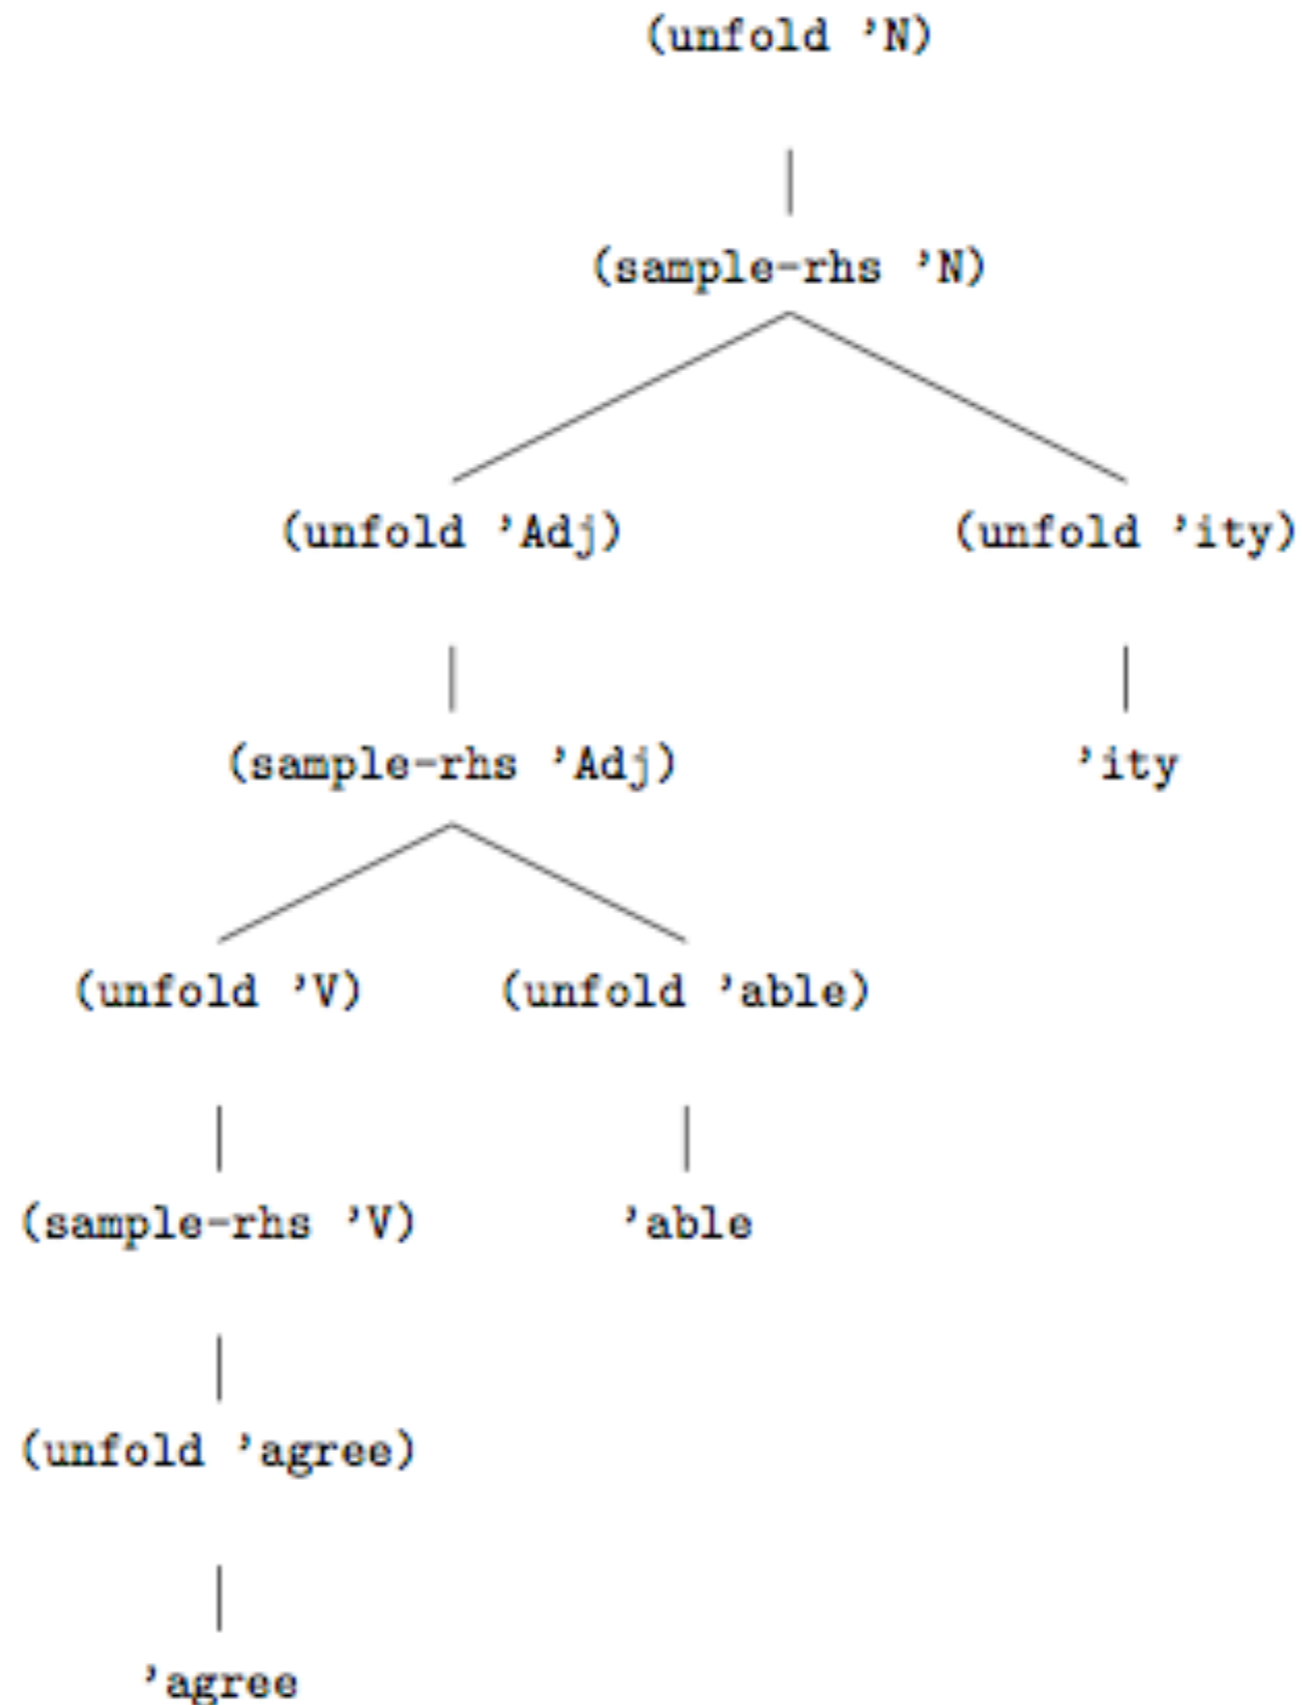 (unfold ’N)
(sample-rhs ’N)
(unfold ’Adj) (unfold ’ity)
(sample-rhs ’Adj) ’ity
(unfold ’V) (unfold ’able)
(sample-rhs ’V) ’able
(unfold ’agree)
’agree